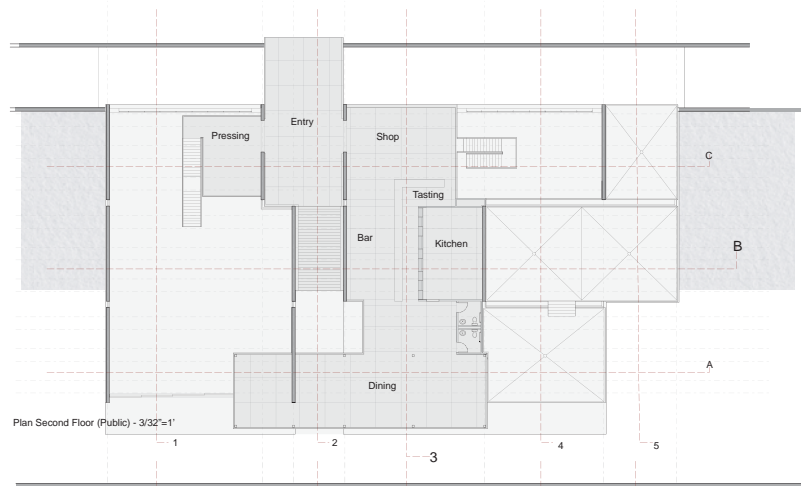 Entry
Pressing
Shop
C
Tasting
Bar
Kitchen
B
A
Dining
Plan Second Floor (Public) - 3/32"=1'
1
2
3
4
5